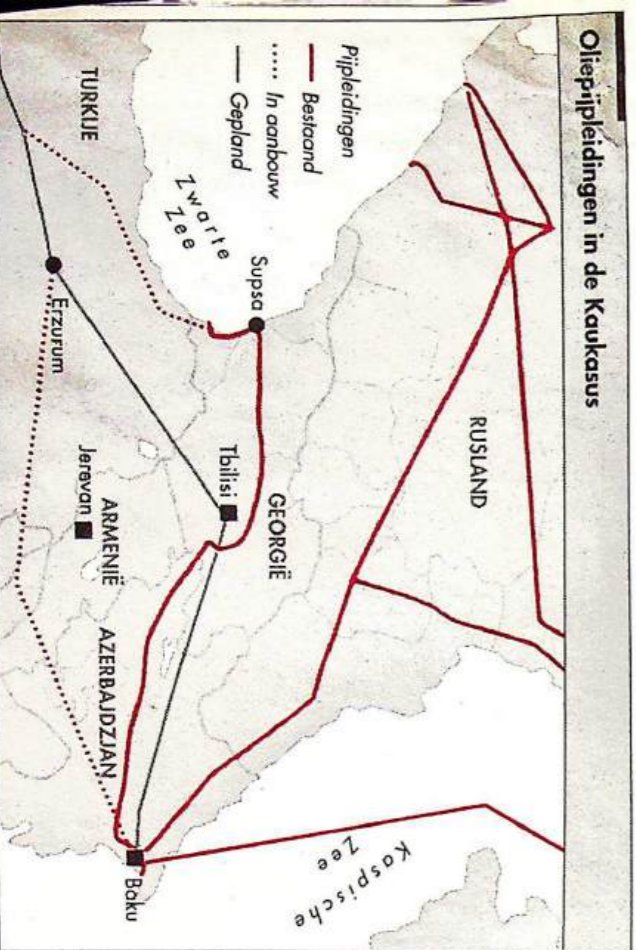 Oliepijpleidingen in de Kaukasus
Pijpleidingen
Bestaand
In aanbouw
Gepland
RUSLAND
Zwarte
Zee
Supsa
GEORGIË
Tbilisi
TURKIJE
Erzurum
Jerevan
ARMENIË
AZERBAJDZJAN
Baku
Kaspische
Zee